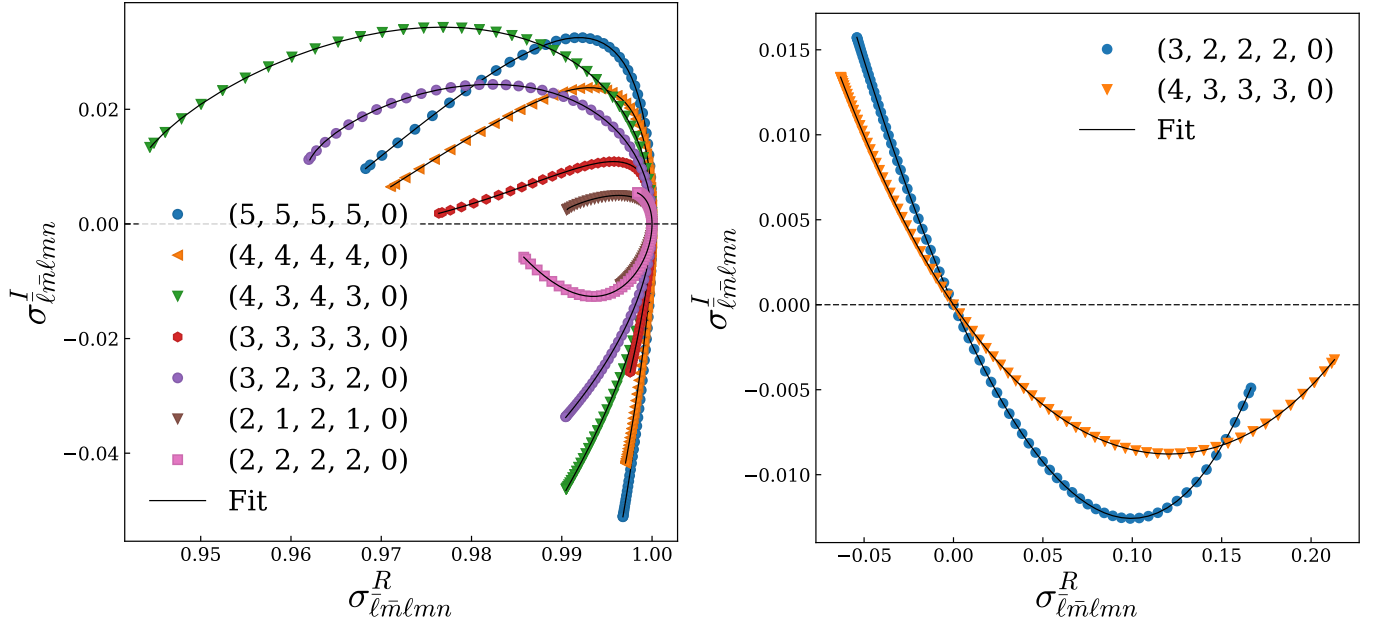 0.02
0.00
−0.02
−0.04
0.95
0.96
0.97
0.98
0.99
1.00
σ^I_{ℓ̄m̄ℓmn}
σ^R_{ℓ̄m̄ℓmn}
(5, 5, 5, 5, 0)
(4, 4, 4, 4, 0)
(4, 3, 4, 3, 0)
(3, 3, 3, 3, 0)
(3, 2, 3, 2, 0)
(2, 1, 2, 1, 0)
(2, 2, 2, 2, 0)
Fit
0.015
0.010
0.005
0.000
−0.005
−0.010
−0.05
0.00
0.05
0.10
0.15
0.20
σ^I_{ℓ̄m̄ℓmn}
σ^R_{ℓ̄m̄ℓmn}
(3, 2, 2, 2, 0)
(4, 3, 3, 3, 0)
Fit